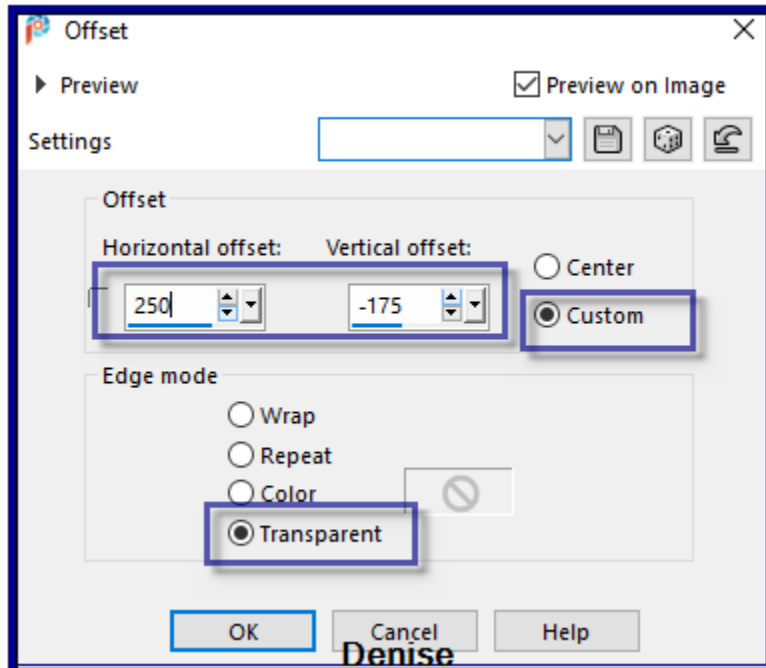 Offset
Preview
Preview on Image
Settings
Offset
Horizontal offset: Vertical offset:
Center
250 -175
Custom
Edge mode
Wrap
Repeat
Color
Transparent
OK Cancel Help
Denise